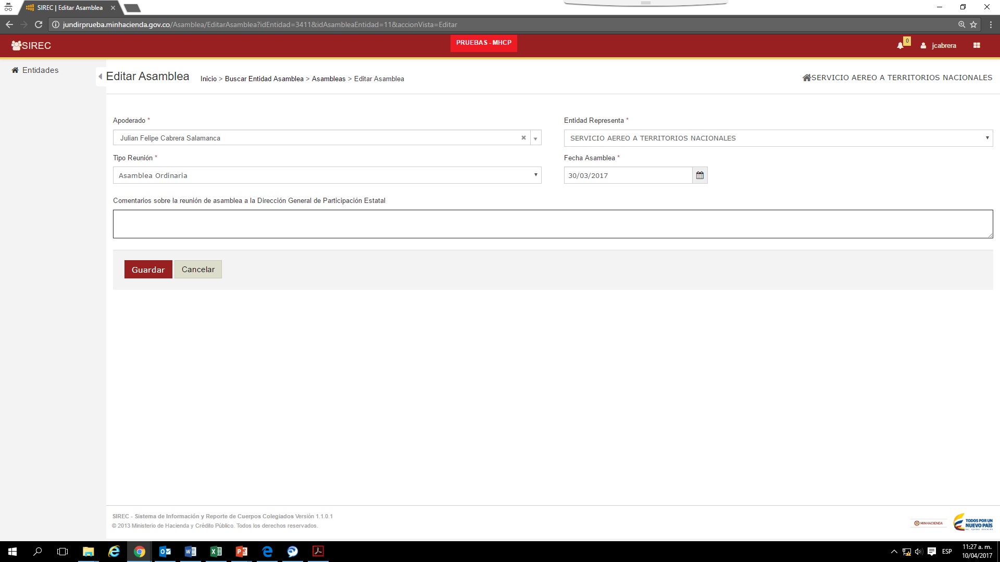 SIREC | Editar Asamblea
jundirprueba.minhacienda.gov.co/Asamblea/EditarAsamblea?idEntidad=3411&idAsambleaEntidad=11&accionVista=Editar
SIREC
PRUEBAS - MHCP
0
jcabrera
Entidades
Editar Asamblea
Inicio > Buscar Entidad Asamblea > Asambleas > Editar Asamblea
SERVICIO AEREO A TERRITORIOS NACIONALES
Apoderado *
Entidad Representa *
Julian Felipe Cabrera Salamanca
SERVICIO AEREO A TERRITORIOS NACIONALES
Tipo Reunión *
Fecha Asamblea *
Asamblea Ordinaria
30/03/2017
Comentarios sobre la reunión de asamblea a la Dirección General de Participación Estatal
Guardar
Cancelar
SIREC - Sistema de Información y Reporte de Cuerpos Colegiados Versión 1.1.0.1
© 2013 Ministerio de Hacienda y Crédito Público. Todos los derechos reservados.
MINHACIENDA
TODOS POR UN
NUEVO PAÍS
PAZ EQUIDAD EDUCACIÓN
ESP
11:27 a. m.
10/04/2017